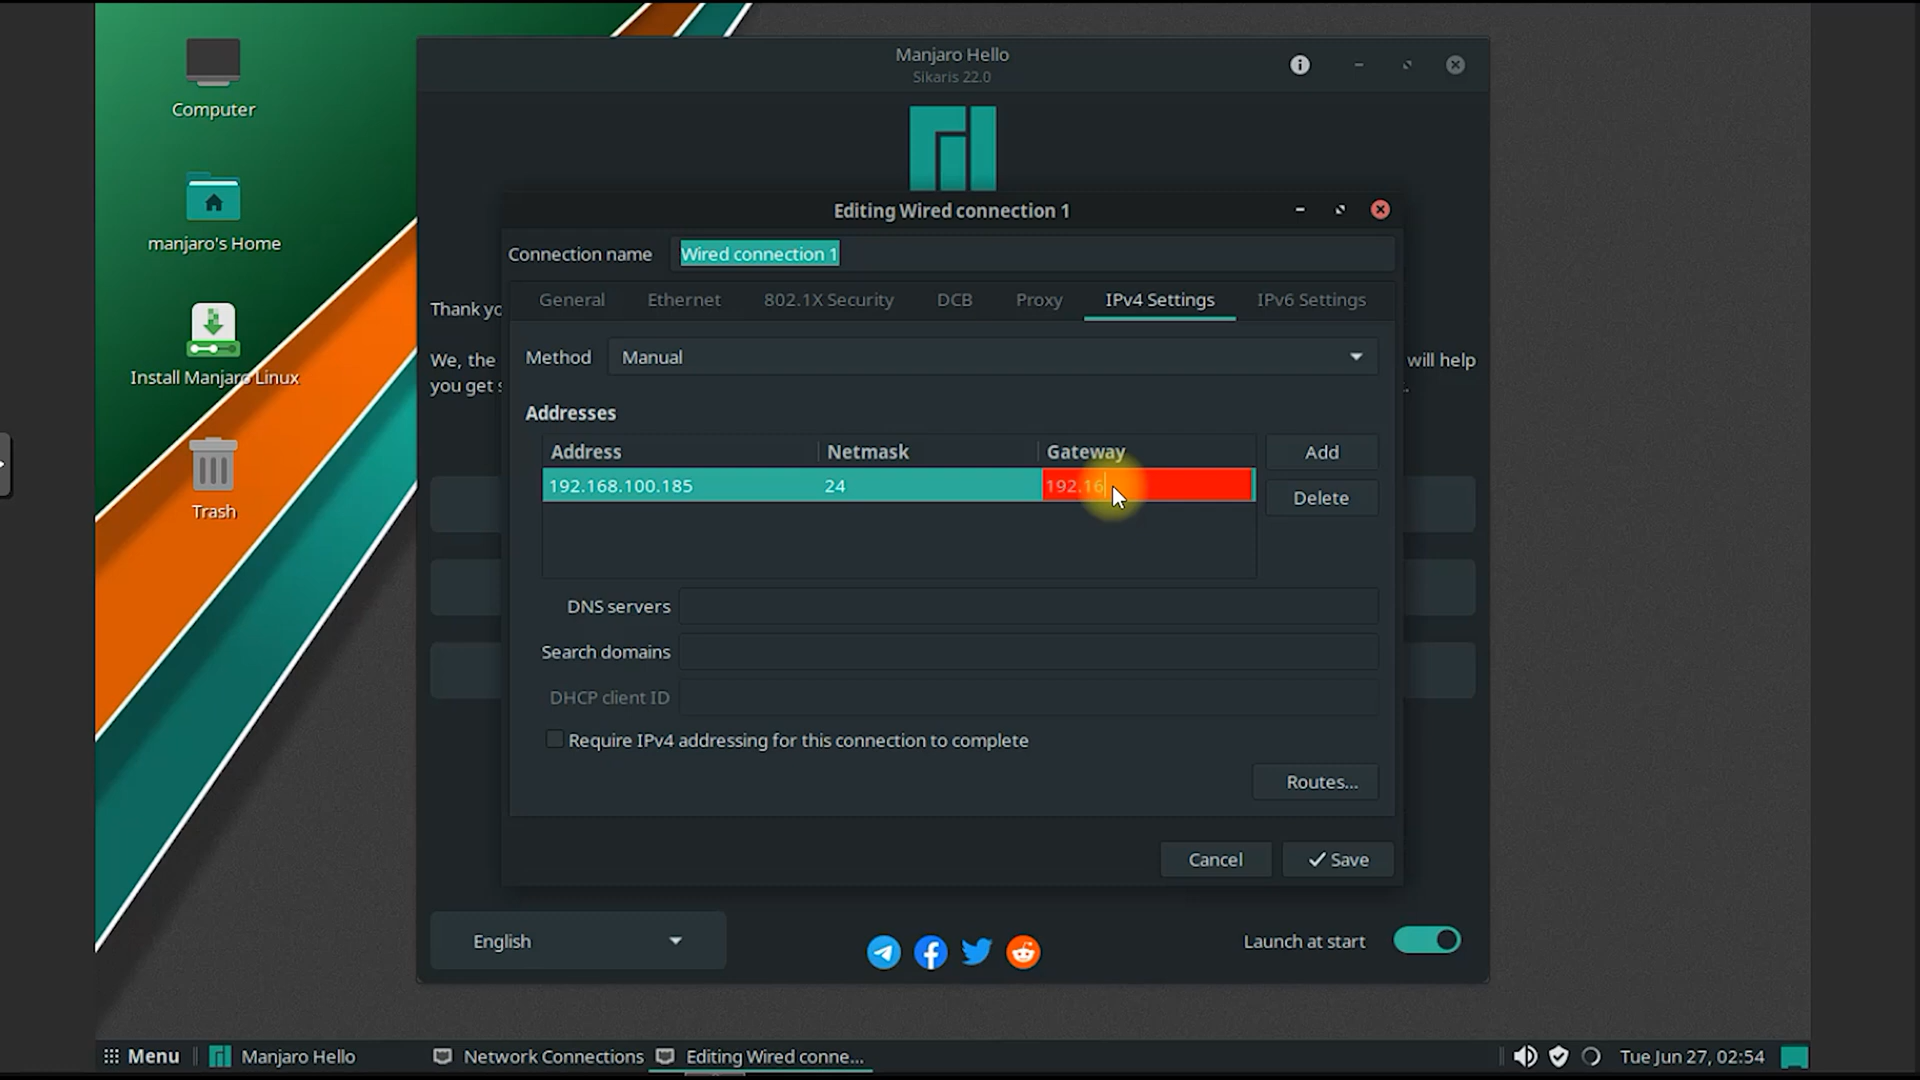 Computer
manjaro's Home
Install Manjaro Linux
Trash
Manjaro Hello
Sikaris 22.0
Thank yo
We, the
will help
you get s
.
Editing Wired connection 1
Connection name Wired connection 1
General Ethernet 802.1X Security DCB Proxy IPv4 Settings IPv6 Settings
Method Manual
Addresses
Address Netmask Gateway Add
192.168.100.185 24 192.16 Delete
DNS servers
Search domains
DHCP client ID
Require IPv4 addressing for this connection to complete
Routes...
Cancel Save
English
Launch at start
Menu Manjaro Hello Network Connections Editing Wired conne... Tue Jun 27, 02:54